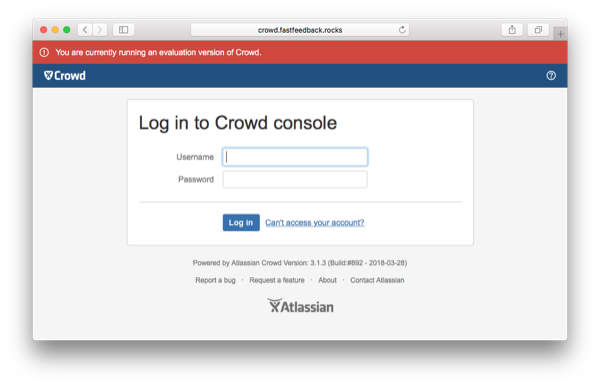 crowd.fastfeedback.rocks
You are currently running an evaluation version of Crowd.
Crowd
Log in to Crowd console
Username
Password
Log in Can't access your account?
Powered by Atlassian Crowd Version: 3.1.3 (Build:#892 - 2018-03-28)
Report a bug · Request a feature · About · Contact Atlassian
Atlassian